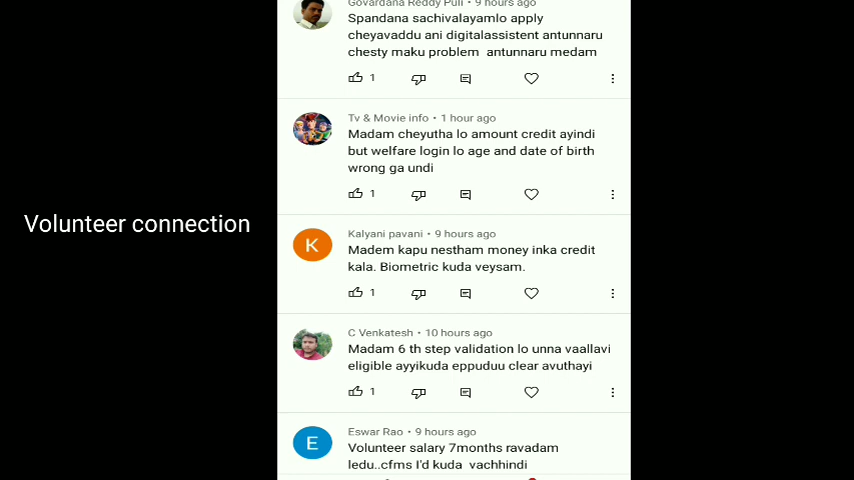 Govardana Reddy Puli • 9 hours ago
Spandana sachivalayamlo apply
cheyavaddu ani digitalassistent antunnaru
chesty maku problem antunnaru medam
1
Tv & Movie info • 1 hour ago
Madam cheyutha lo amount credit ayindi
but welfare login lo age and date of birth
wrong ga undi
1
Volunteer connection
K
Kalyani pavani • 9 hours ago
Madem kapu nestham money inka credit
kala. Biometric kuda veysam.
1
C Venkatesh • 10 hours ago
Madam 6 th step validation lo unna vaallavi
eligible ayyikuda eppuduu clear avuthayi
1
E
Eswar Rao • 9 hours ago
Volunteer salary 7months ravadam
ledu..cfms I'd kuda vachhindi